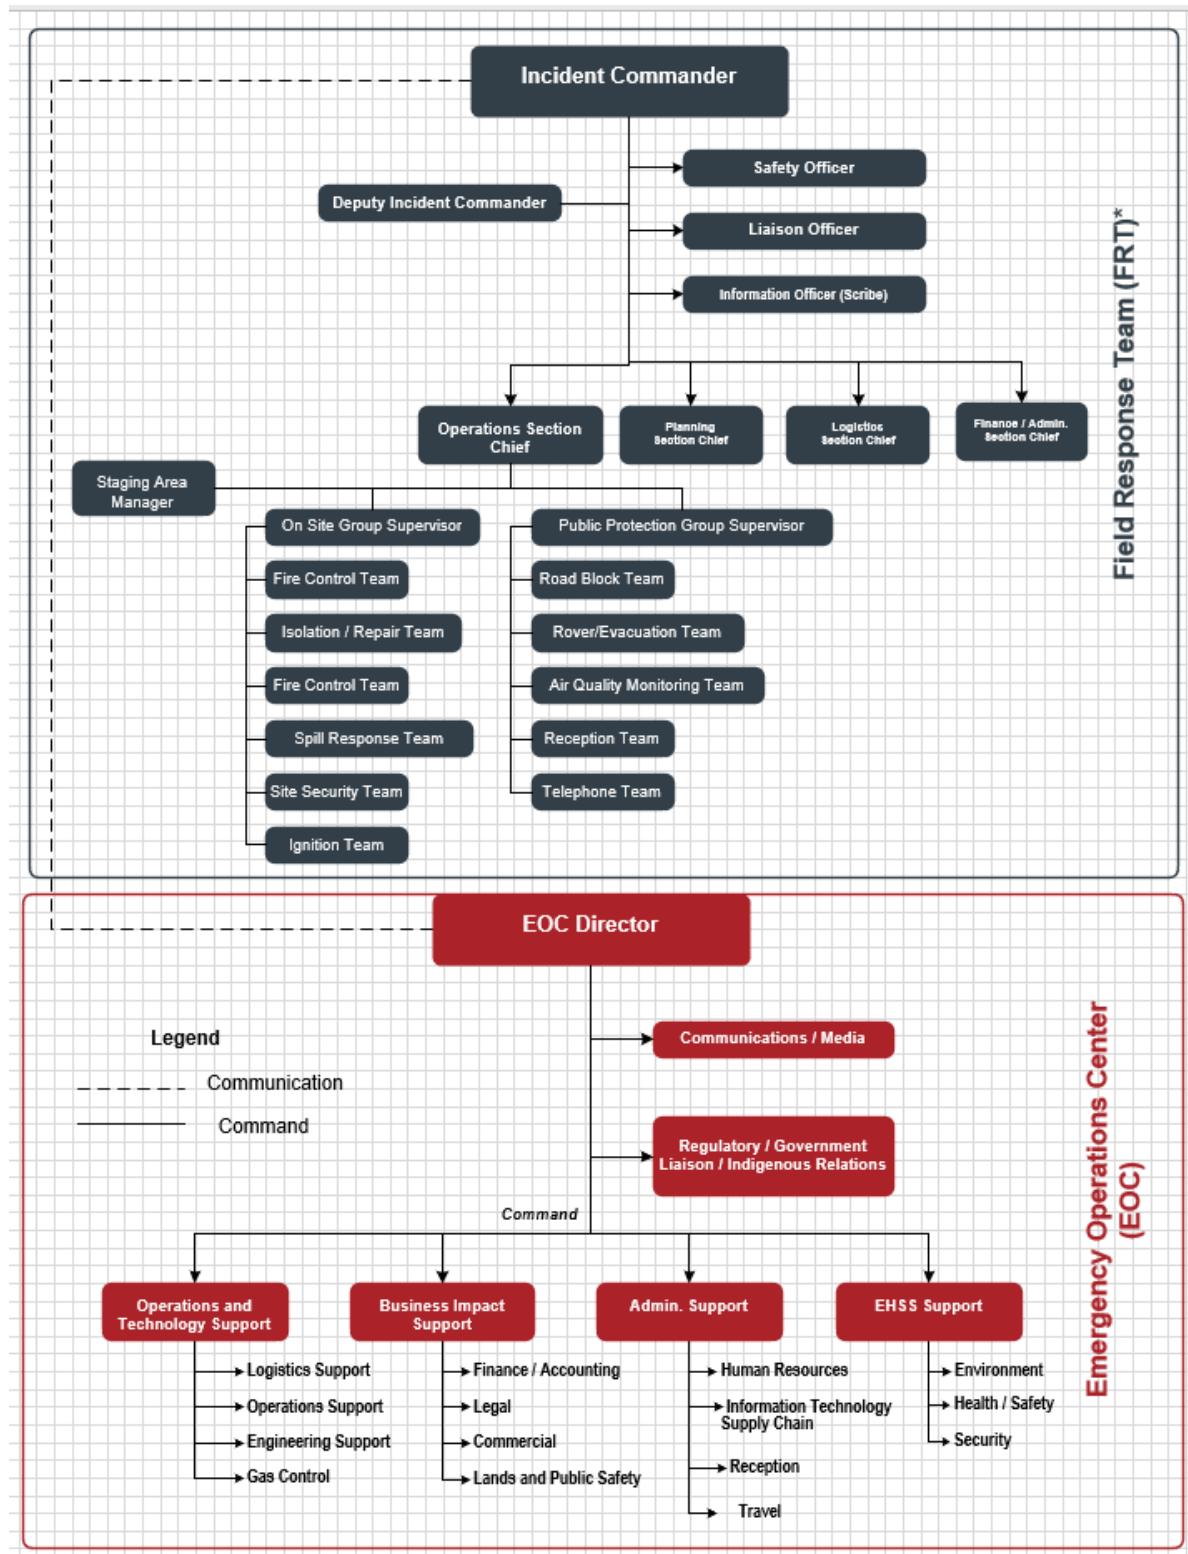 Incident Commander
Safety Officer
Deputy Incident Commander
Liaison Officer
Information Officer (Scribe)
Field Response Team (FRT)*
Operations Section
Chief
Planning
Section Chief
Logistics
Section Chief
Finance / Admin.
Section Chief
Staging Area
Manager
On Site Group Supervisor
Public Protection Group Supervisor
Fire Control Team
Road Block Team
Isolation / Repair Team
Rover/Evacuation Team
Fire Control Team
Air Quality Monitoring Team
Spill Response Team
Reception Team
Site Security Team
Telephone Team
Ignition Team
EOC Director
Legend
Communication
Command
Communications / Media
Regulatory / Government
Liaison / Indigenous Relations
Emergency Operations Center
(EOC)
Command
Operations and
Technology Support
Business Impact
Support
Admin. Support
EHSS Support
Logistics Support
Operations Support
Engineering Support
Gas Control
Finance / Accounting
Legal
Commercial
Lands and Public Safety
Human Resources
Information Technology
Supply Chain
Reception
Travel
Environment
Health / Safety
Security